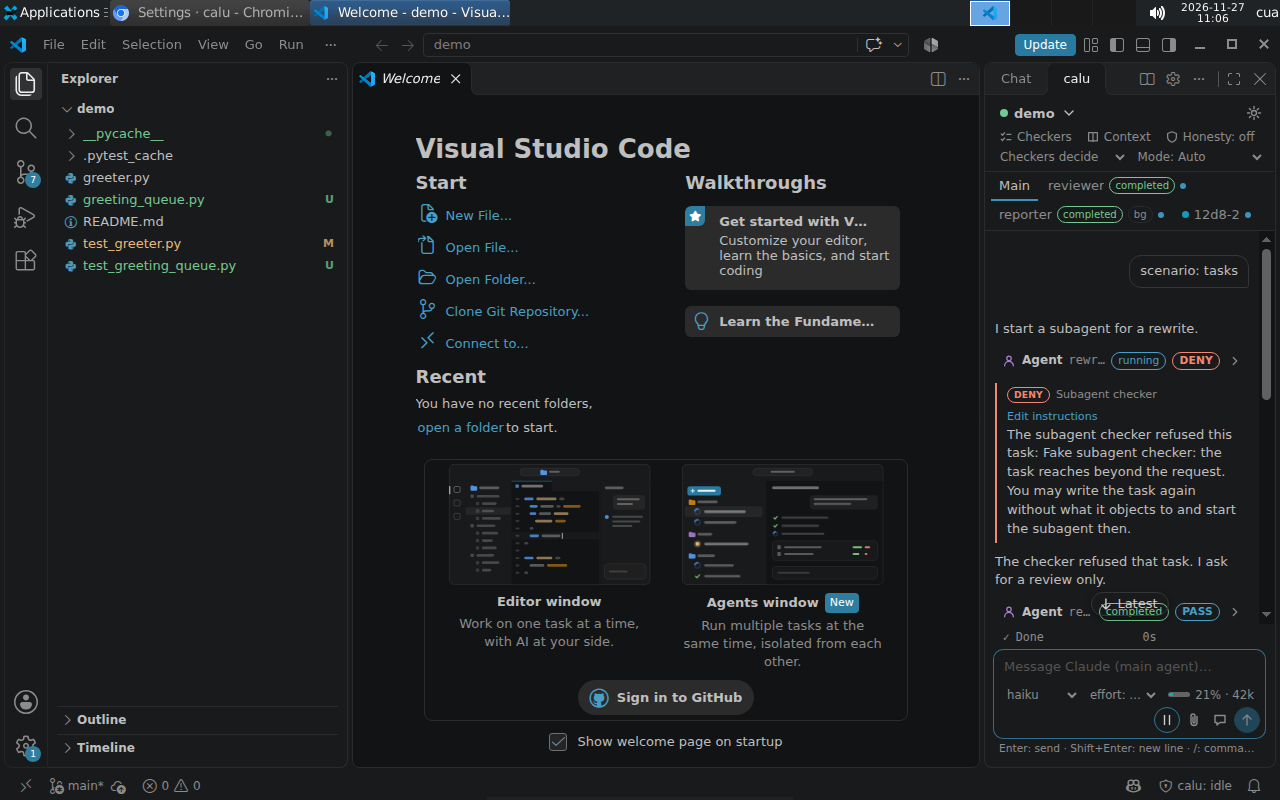 Applications
Settings · calu - Chromi...
Welcome - demo - Visua...
2026-11-27
11:06
cua
File Edit Selection View Go Run ···
demo
Update
Explorer
demo
__pycache__
.pytest_cache
greeter.py
greeting_queue.py U
README.md
test_greeter.py M
test_greeting_queue.py U
7
1
Outline
Timeline
Welcome
Visual Studio Code
Start
New File...
Open File...
Open Folder...
Clone Git Repository...
Connect to...
Recent
You have no recent folders,
open a folder to start.
Walkthroughs
Get started with V...
Customize your editor,
learn the basics, and start
coding
Learn the Fundame...
Editor window
Work on one task at a time,
with AI at your side.
Agents window New
Run multiple tasks at the
same time, isolated from each
other.
Sign in to GitHub
Show welcome page on startup
Chat calu
demo
Checkers Context Honesty: off
Checkers decide Mode: Auto
Main reviewer completed
reporter completed bg 12d8-2
scenario: tasks
I start a subagent for a rewrite.
Agent rewr... running DENY
DENY Subagent checker
Edit instructions
The subagent checker refused this
task: Fake subagent checker: the
task reaches beyond the request.
You may write the task again
without what it objects to and start
the subagent then.
The checker refused that task. I ask
for a review only.
↓ Latest
Agent re... completed PASS
✓ Done 0s
Message Claude (main agent)...
haiku effort: ... 21% · 42k
Enter: send · Shift+Enter: new line · /: comma...
main* 0 0
calu: idle